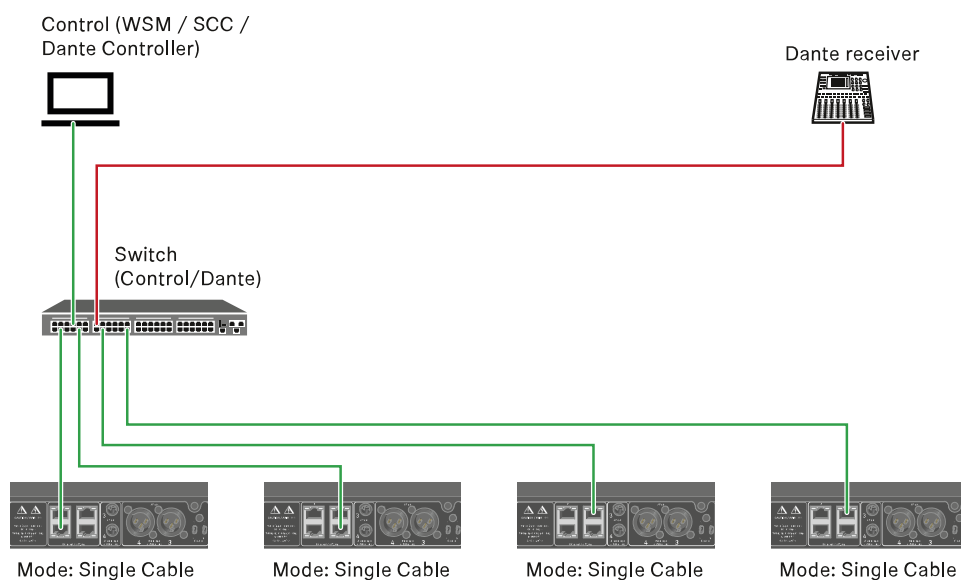 Control (WSM / SCC /
Dante Controller)
Dante receiver
Switch
(Control/Dante)
Mode: Single Cable
Mode: Single Cable
Mode: Single Cable
Mode: Single Cable